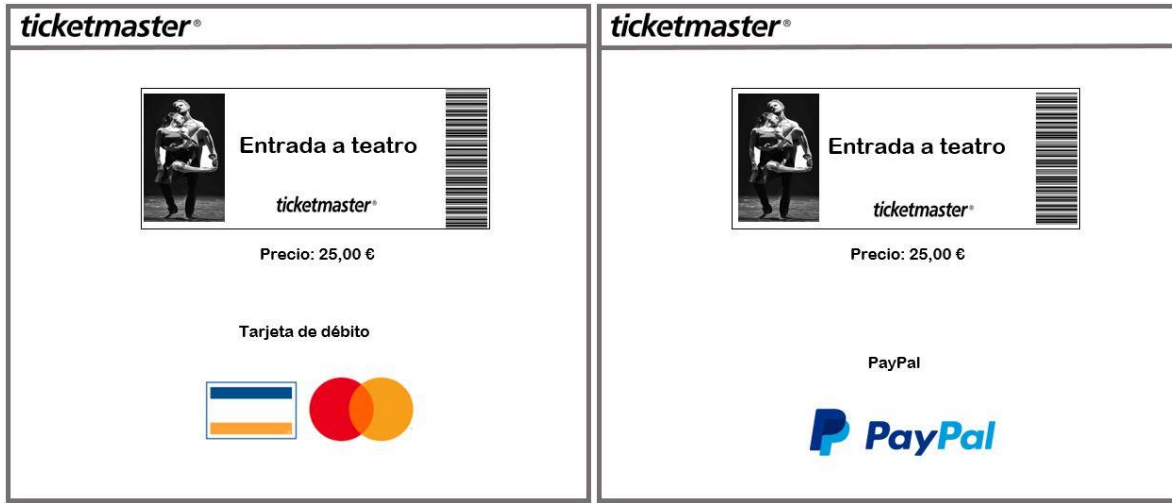 ticketmaster®
Entrada a teatro
ticketmaster®
Precio: 25,00 €
Tarjeta de débito
ticketmaster®
Entrada a teatro
ticketmaster®
Precio: 25,00 €
PayPal
PayPal